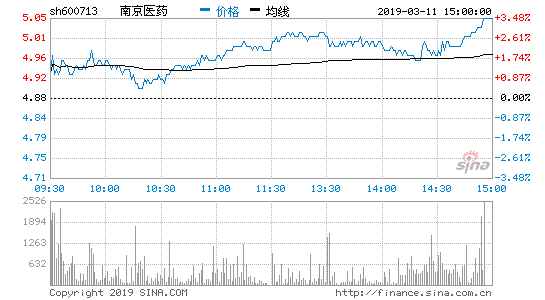 sh600713 南京医药 价格 均线 2019-03-11 15:00:00
5.05 3.48%
5.01 2.61%
4.96 1.74%
4.92 0.87%
4.88 0.00%
4.84 0.87%
4.79 1.74%
4.75 2.61%
4.71 3.48%
sina
新浪财经
09:30 10:00 10:30 11:00 11:30 13:30 14:00 14:30 15:00
2526
1894
1263
632
Copyright 2019 SINA.COM http://finance.sina.com.cn